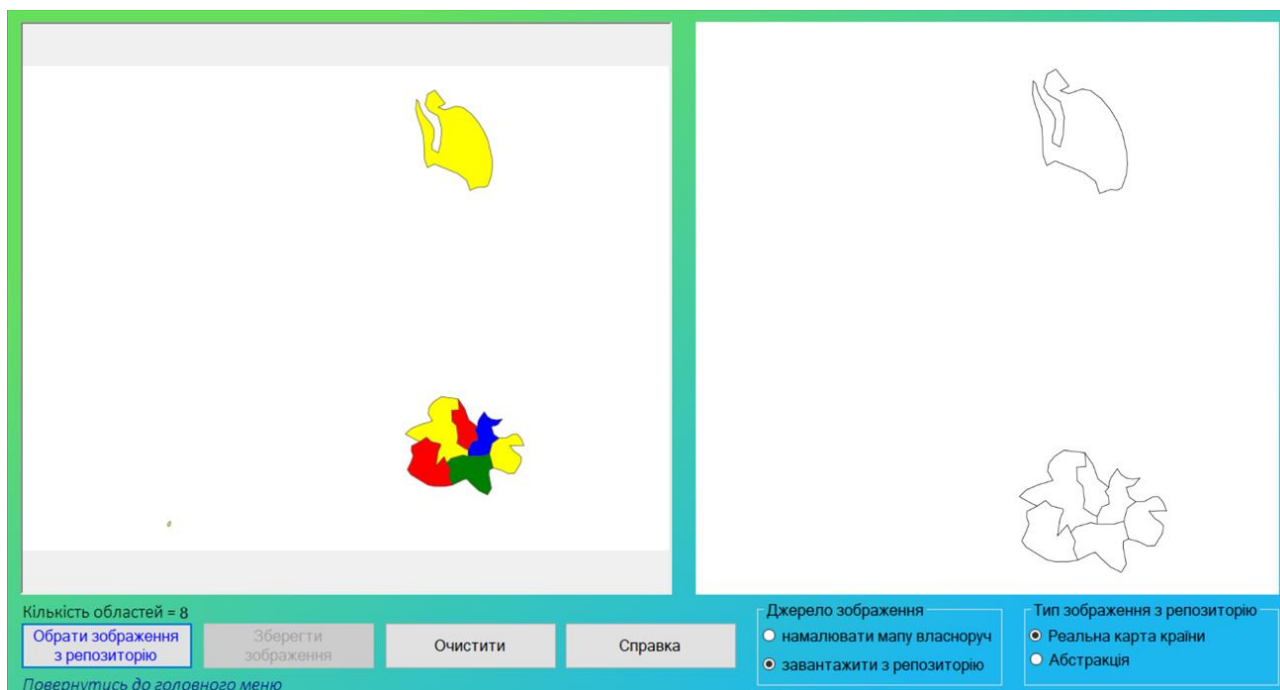 Кількість областей = 8
Обрати зображення
з репозиторію
Зберегти
зображення
Очистити
Справка
Повернутись до головного меню
Джерело зображення
намалювати мапу власноруч
завантажити з репозиторію
Тип зображення з репозиторію
Реальна карта країни
Абстракція